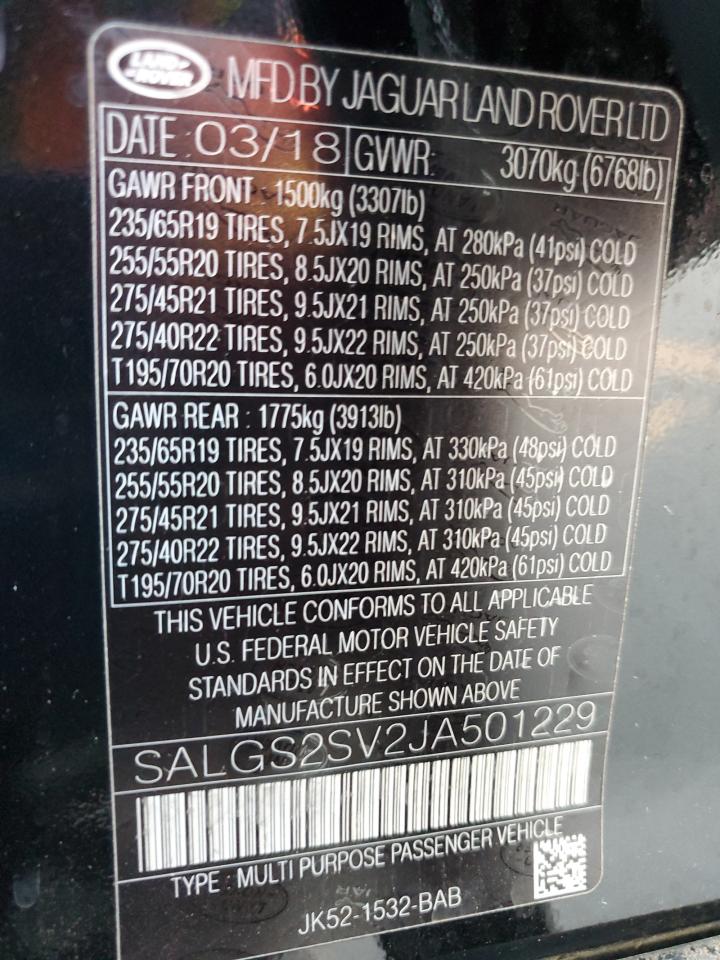 LAND-
-ROVER
MFD.BY JAGUAR LAND ROVER LTD
DATE : 03/18 GVWR: 3070kg (6768lb)
GAWR FRONT : 1500kg (3307lb)
235/65R19 TIRES, 7.5JX19 RIMS, AT 280kPa (41psi) COLD
255/55R20 TIRES, 8.5JX20 RIMS, AT 250kPa (37psi) COLD
275/45R21 TIRES, 9.5JX21 RIMS, AT 250kPa (37psi) COLD
275/40R22 TIRES, 9.5JX22 RIMS, AT 250kPa (37psi) COLD
T195/70R20 TIRES, 6.0JX20 RIMS, AT 420kPa (61psi) COLD
GAWR REAR : 1775kg (3913lb)
235/65R19 TIRES, 7.5JX19 RIMS, AT 330kPa (48psi) COLD
255/55R20 TIRES, 8.5JX20 RIMS, AT 310kPa (45psi) COLD
275/45R21 TIRES, 9.5JX21 RIMS, AT 310kPa (45psi) COLD
275/40R22 TIRES, 9.5JX22 RIMS, AT 310kPa (45psi) COLD
T195/70R20 TIRES, 6.0JX20 RIMS, AT 420kPa (61psi) COLD
THIS VEHICLE CONFORMS TO ALL APPLICABLE
U.S. FEDERAL MOTOR VEHICLE SAFETY
STANDARDS IN EFFECT ON THE DATE OF
MANUFACTURE SHOWN ABOVE
SALGS2SV2JA501229
TYPE : MULTI PURPOSE PASSENGER VEHICLE
JK52-1532-BAB